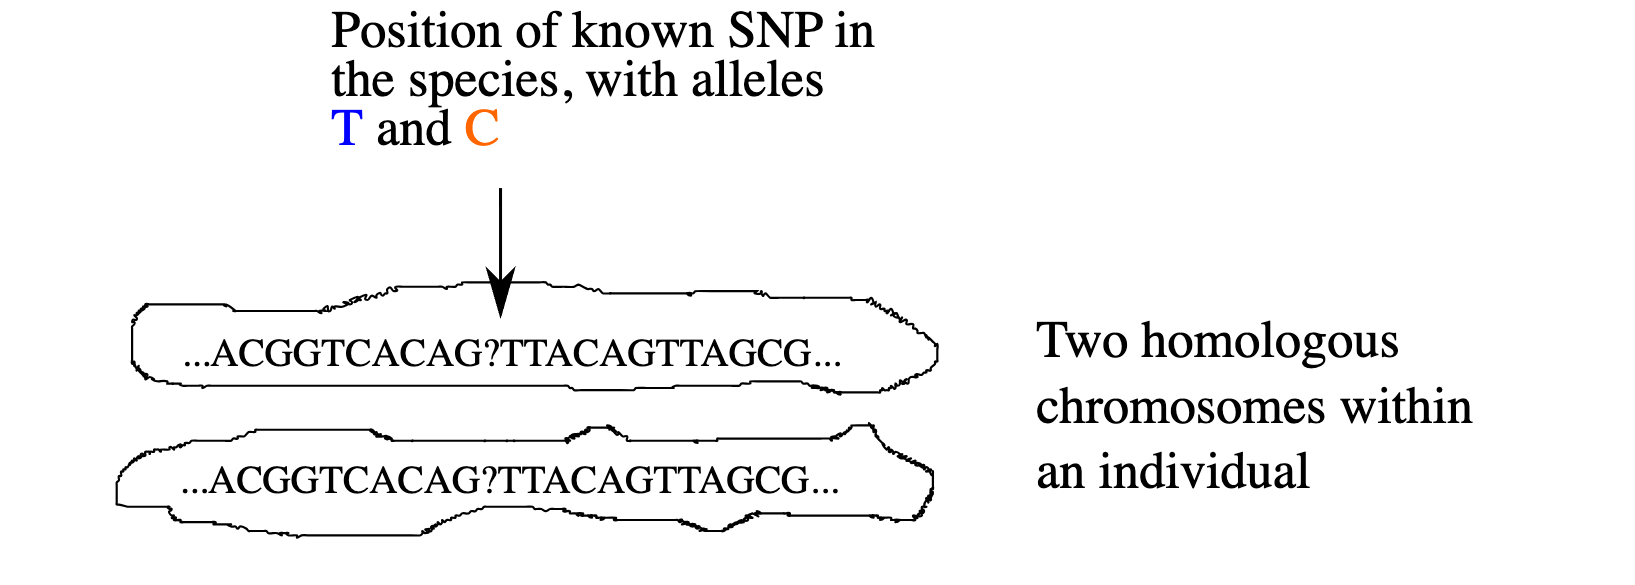 Position of known SNP in
the species, with alleles
T and C
...ACGGTCACAG?TTACAGTTAGCG...
...ACGGTCACAG?TTACAGTTAGCG...
Two homologous
chromosomes within
an individual